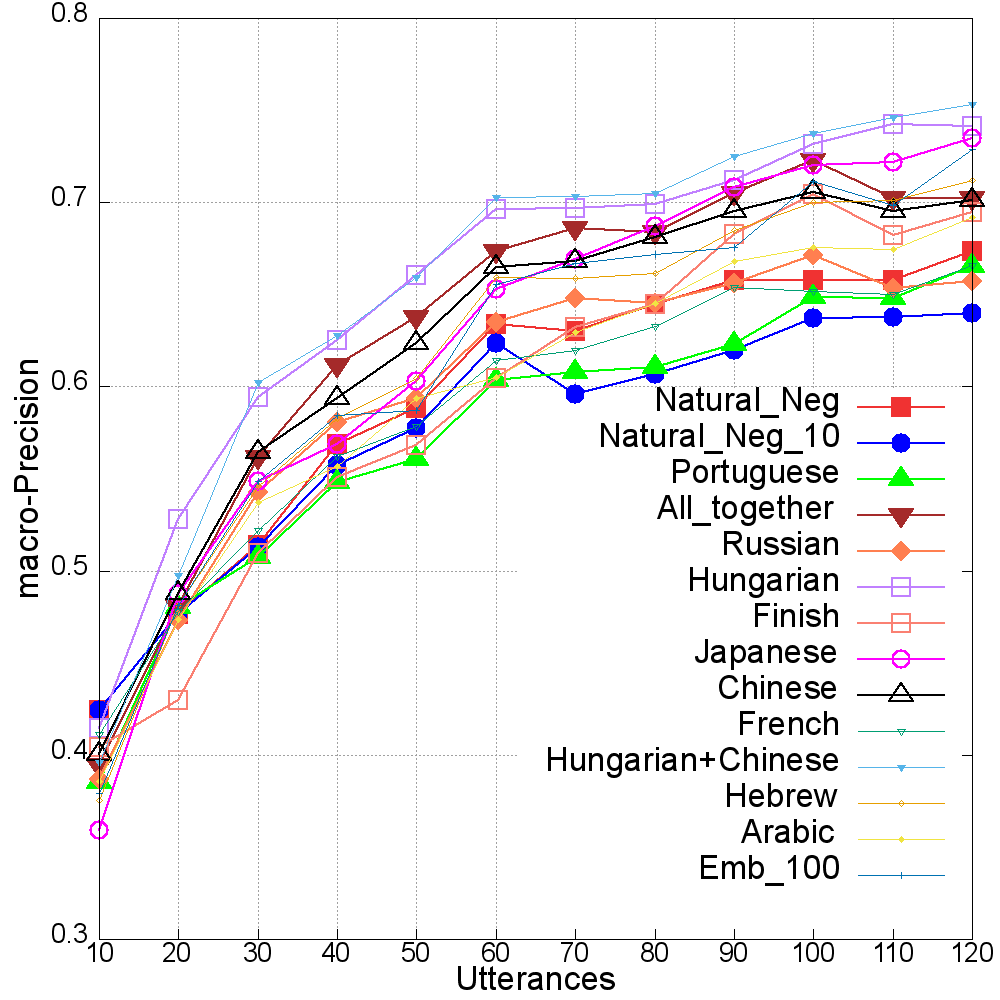 0.8
0.7
0.6
0.5
0.4
0.3
macro-Precision
Natural_Neg
Natural_Neg_10
Portuguese
All_together
Russian
Hungarian
Finish
Japanese
Chinese
French
Hungarian+Chinese
Hebrew
Arabic
Emb_100
10 20 30 40 50 60 70 80 90 100 110 120
Utterances